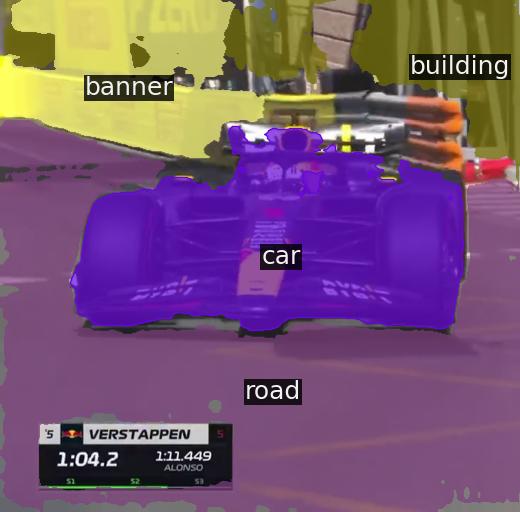 building
banner
car
road
'5 VERSTAPPEN 5
1:04.2 1:11.449
ALONSO
S1 S2 S3